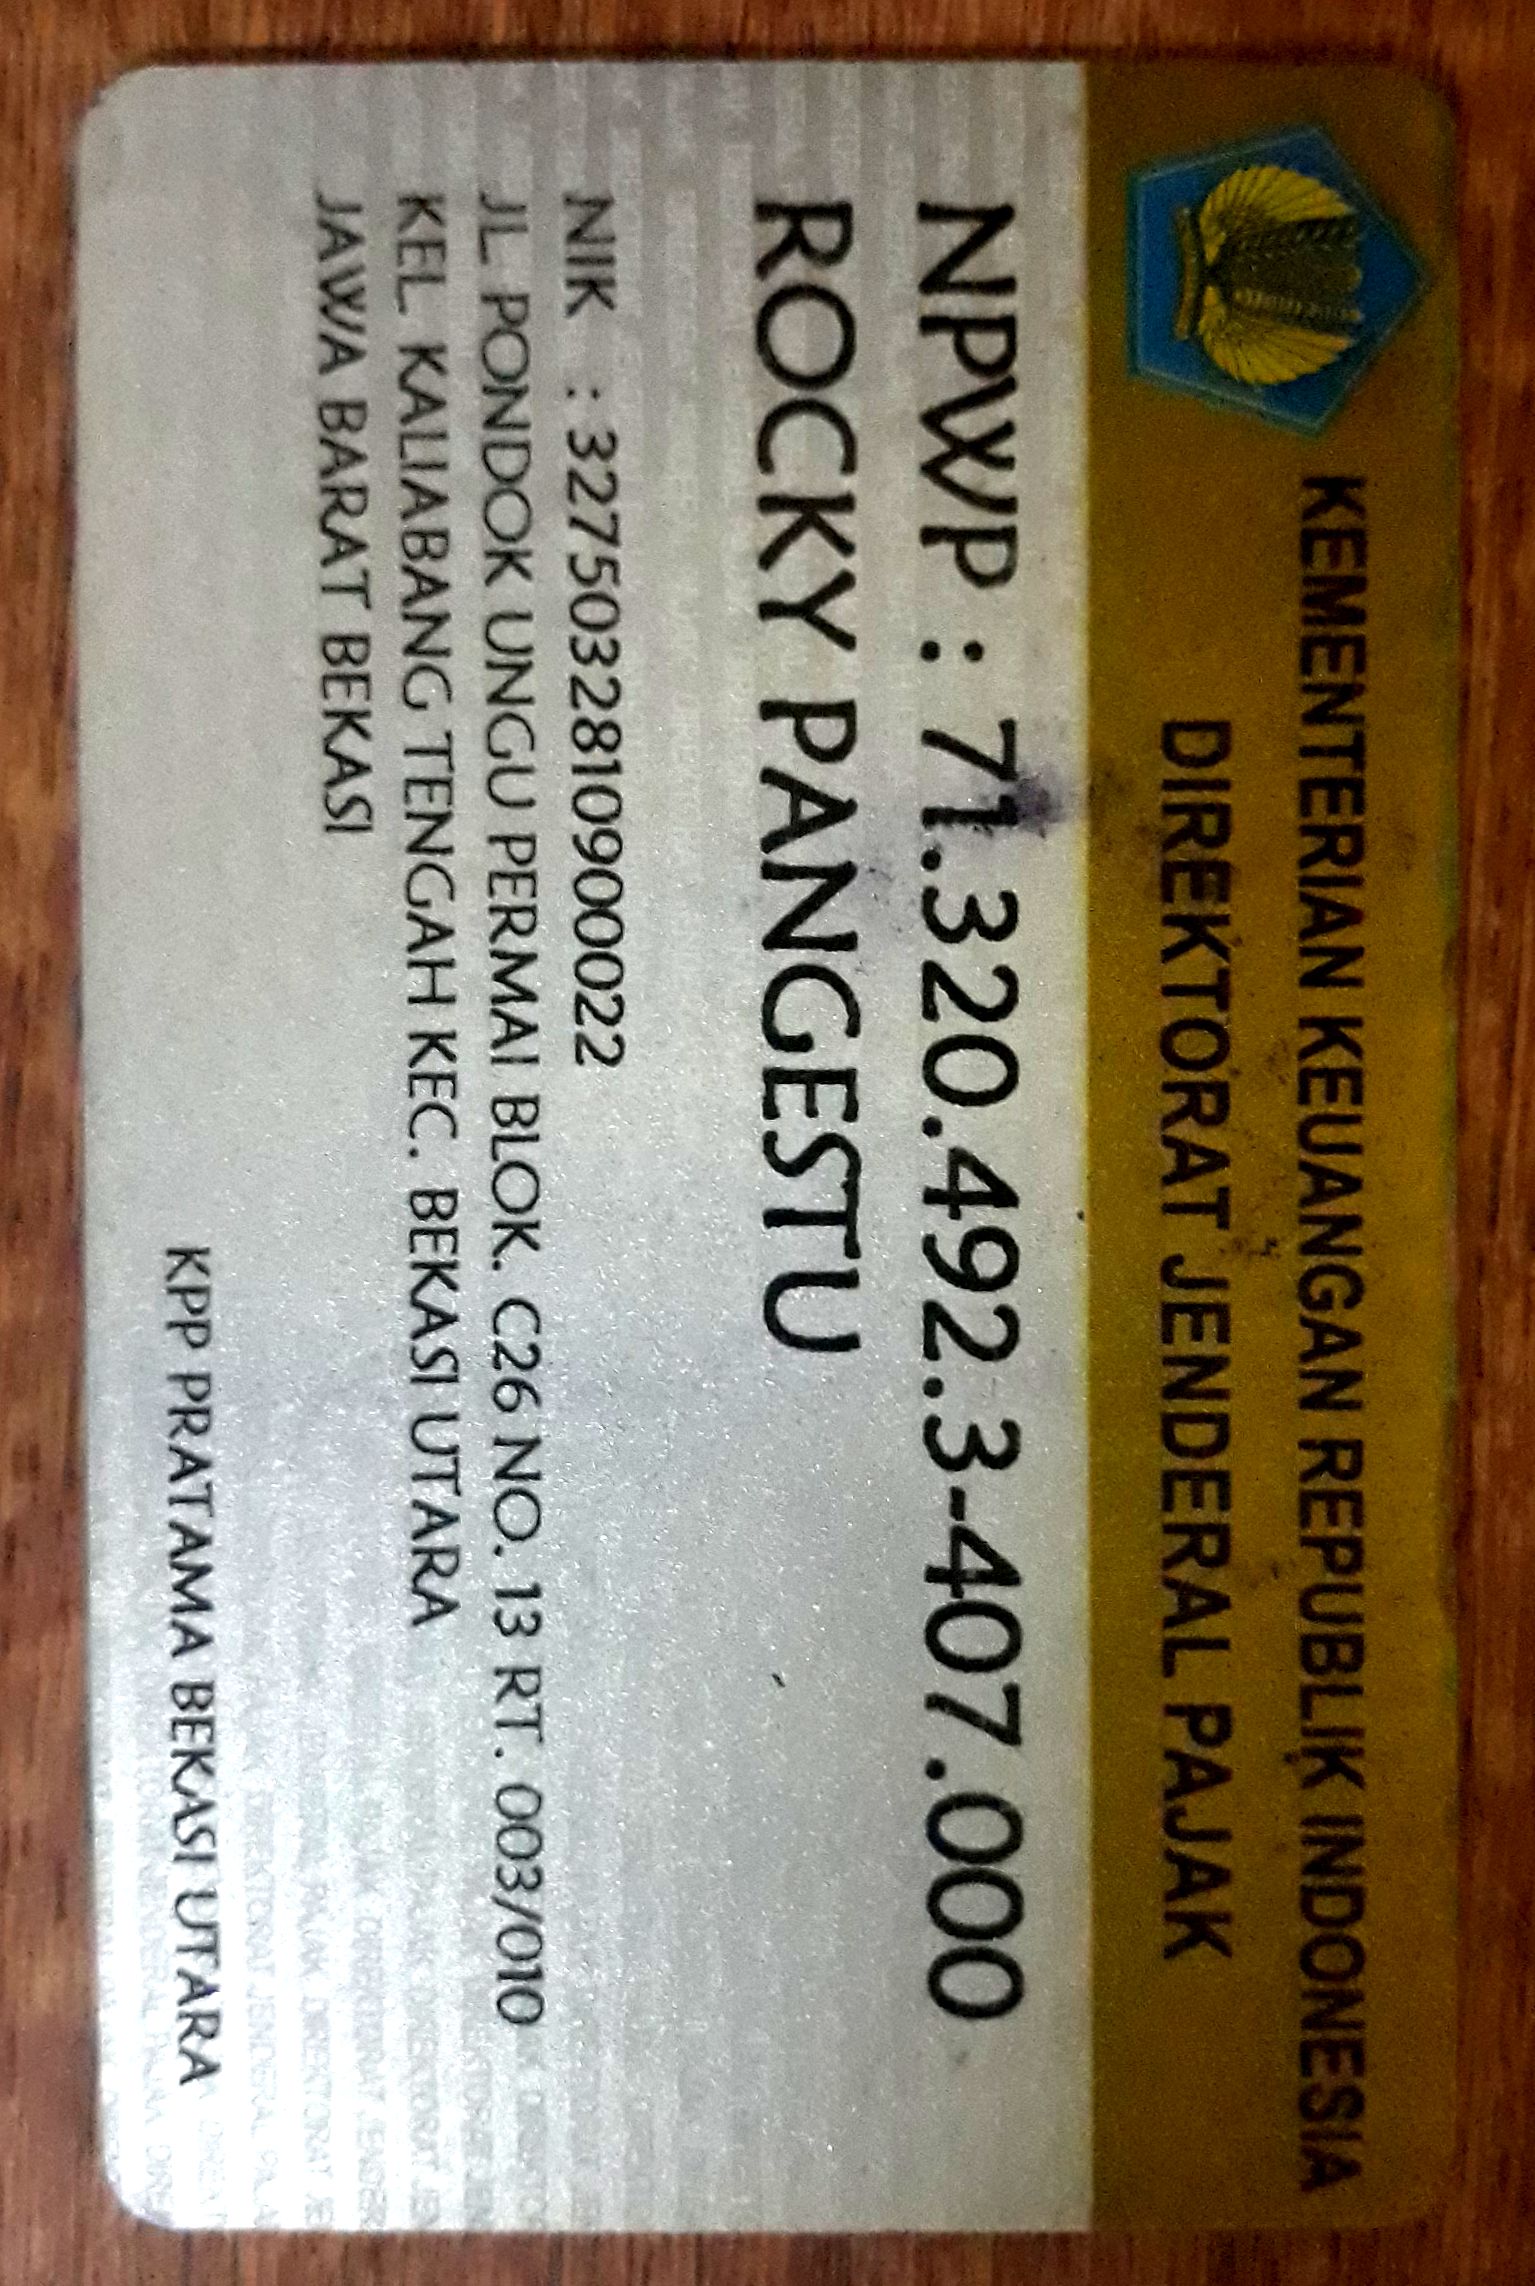 KEMENTERIAN KEUANGAN REPUBLIK INDONESIA
DIREKTORAT JENDERAL PAJAK
NPWP : 71.320.492.3-407.000
ROCKY PANGESTU
NIK : 3275032810900022
JL. PONDOK UNGU PERMAI BLOK. C26 NO. 13 RT. 003/010
KEL. KALIABANG TENGAH KEC. BEKASI UTARA
JAWA BARAT BEKASI
KPP PRATAMA BEKASI UTARA